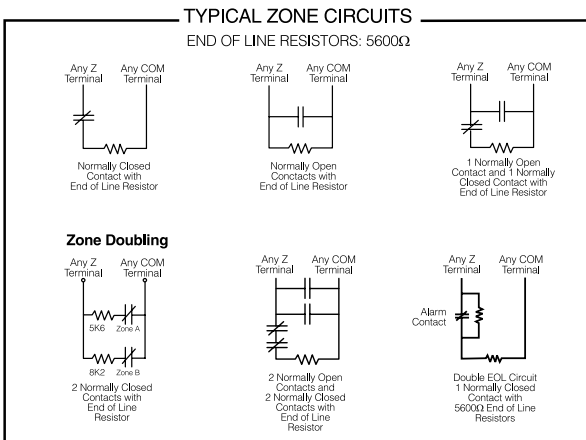 TYPICAL ZONE CIRCUITS
END OF LINE RESISTORS: 5600Ω
Any Z Terminal
Any COM Terminal
Normally Closed
Contact with
End of Line Resistor
Any Z Terminal
Any COM Terminal
Normally Open
Conctacts with
End of Line Resistor
Any Z Terminal
Any COM Terminal
1 Normally Open
Contact and 1 Normally
Closed Contact with
End of Line Resistor
Zone Doubling
Any Z Terminal
Any COM Terminal
5K6
Zone A
8K2
Zone B
2 Normally Closed
Contacts with
End of Line
Resistor
Any Z Terminal
Any COM Terminal
2 Normally Open
Contacts and
2 Normally Closed
Contacts with
End of Line
Resistor
Any Z Terminal
Any COM Terminal
Alarm
Contact
Double EOL Circuit
1 Normally Closed
Contact with
5600Ω End of Line
Resistors